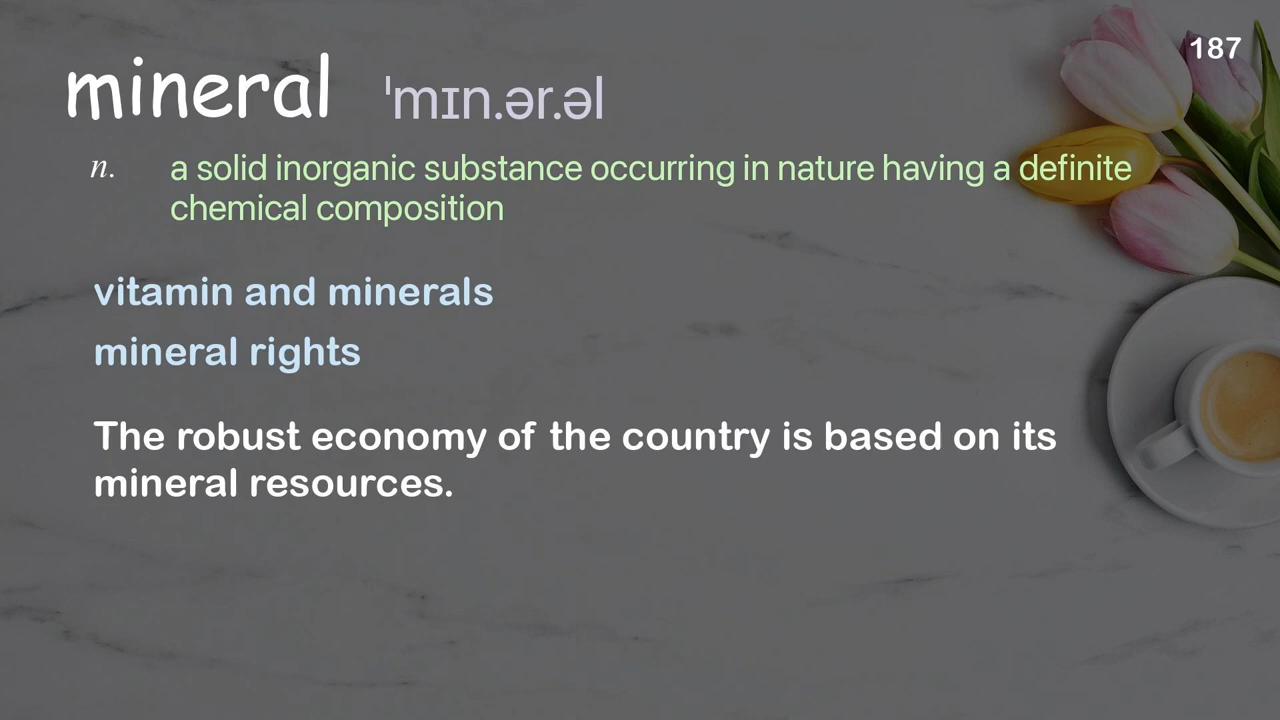 187
mineral ˈmɪn.ər.əl
n. a solid inorganic substance occurring in nature having a definite
chemical composition
vitamin and minerals
mineral rights
The robust economy of the country is based on its
mineral resources.